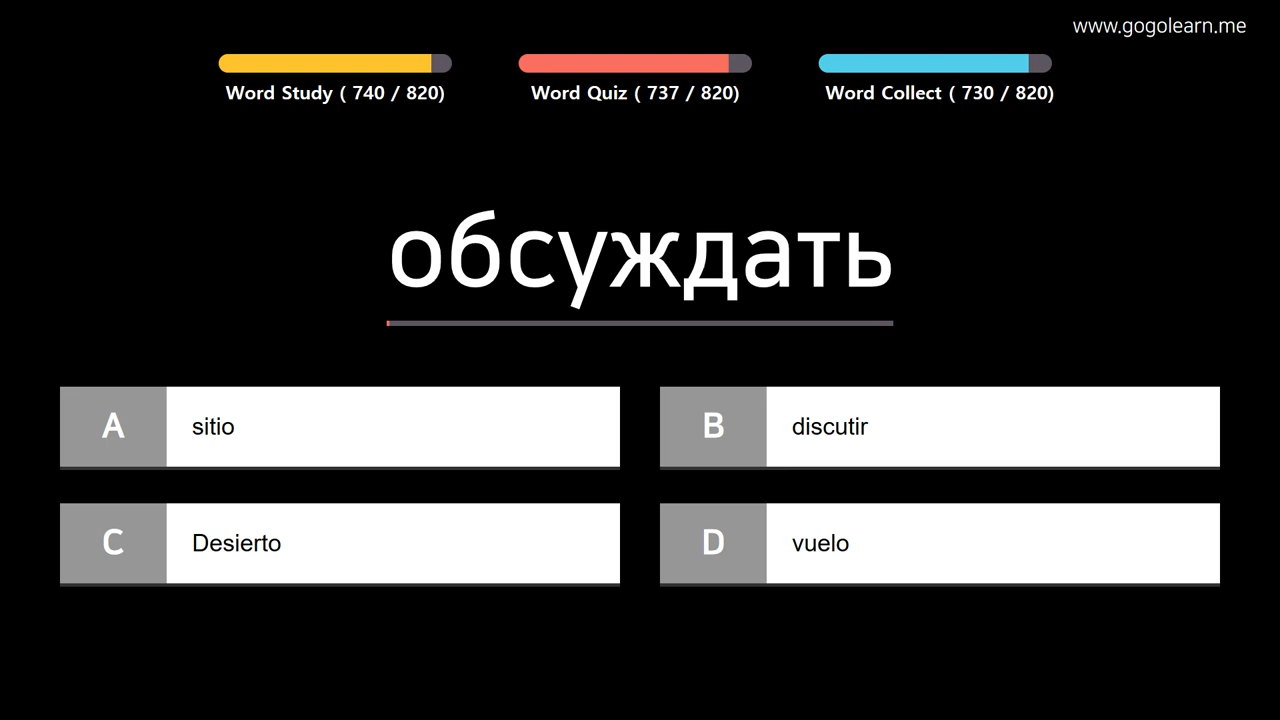 www.gogolearn.me
Word Study ( 740 / 820)
Word Quiz ( 737 / 820)
Word Collect ( 730 / 820)
обсуждать
A sitio
B discutir
C Desierto
D vuelo